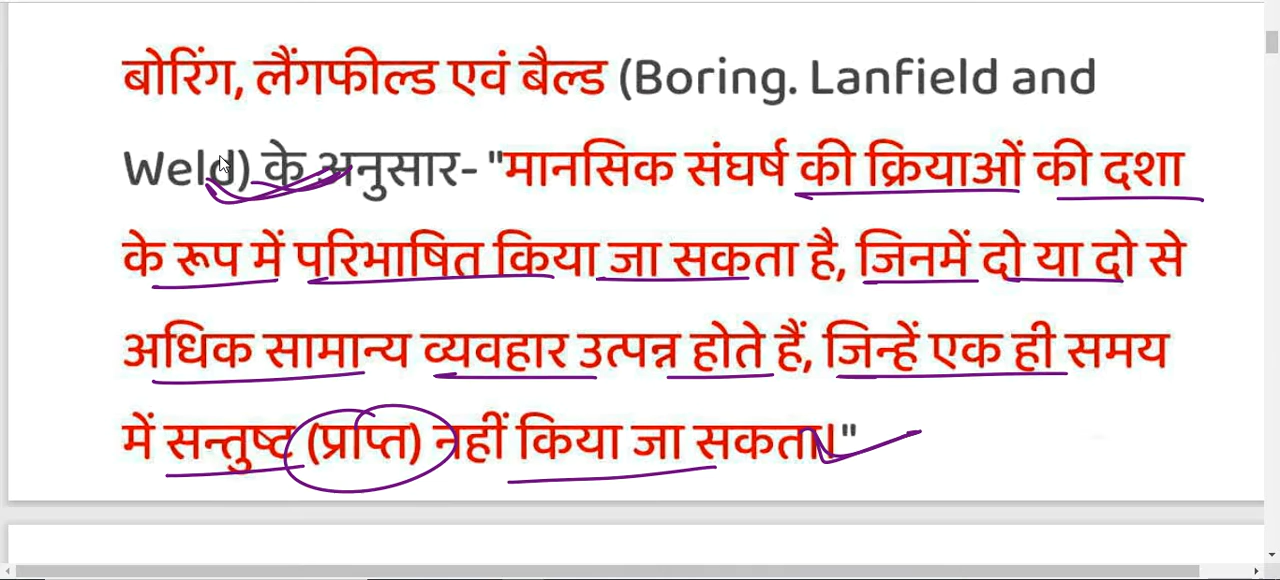 बोरिंग, लैंगफील्ड एवं बैल्ड (Boring. Lanfield and
Weld) के अनुसार- "मानसिक संघर्ष की क्रियाओं की दशा
के रूप में परिभाषित किया जा सकता है, जिनमें दो या दो से
अधिक सामान्य व्यवहार उत्पन्न होते हैं, जिन्हें एक ही समय
में सन्तुष्ट (प्राप्त) नहीं किया जा सकता।"